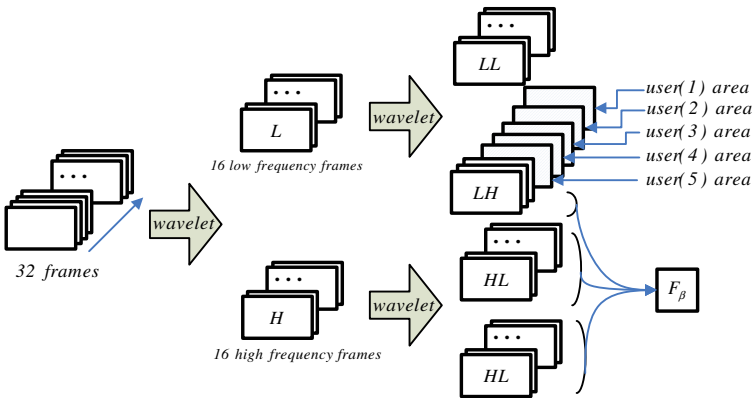 LL
user(1) area
user(2) area
user(3) area
user(4) area
user(5) area
L
wavelet
16 low frequency frames
LH
32 frames
wavelet
HL
H
wavelet
16 high frequency frames
F_β
HL